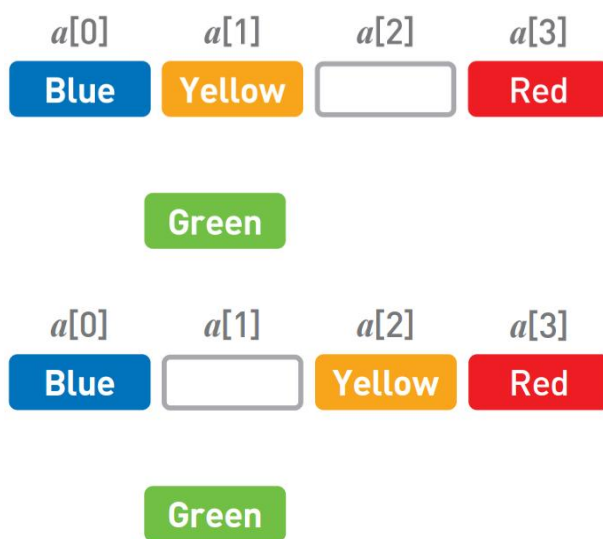 a[0] a[1] a[2] a[3]
Blue Yellow Red
Green
a[0] a[1] a[2] a[3]
Blue Yellow Red
Green